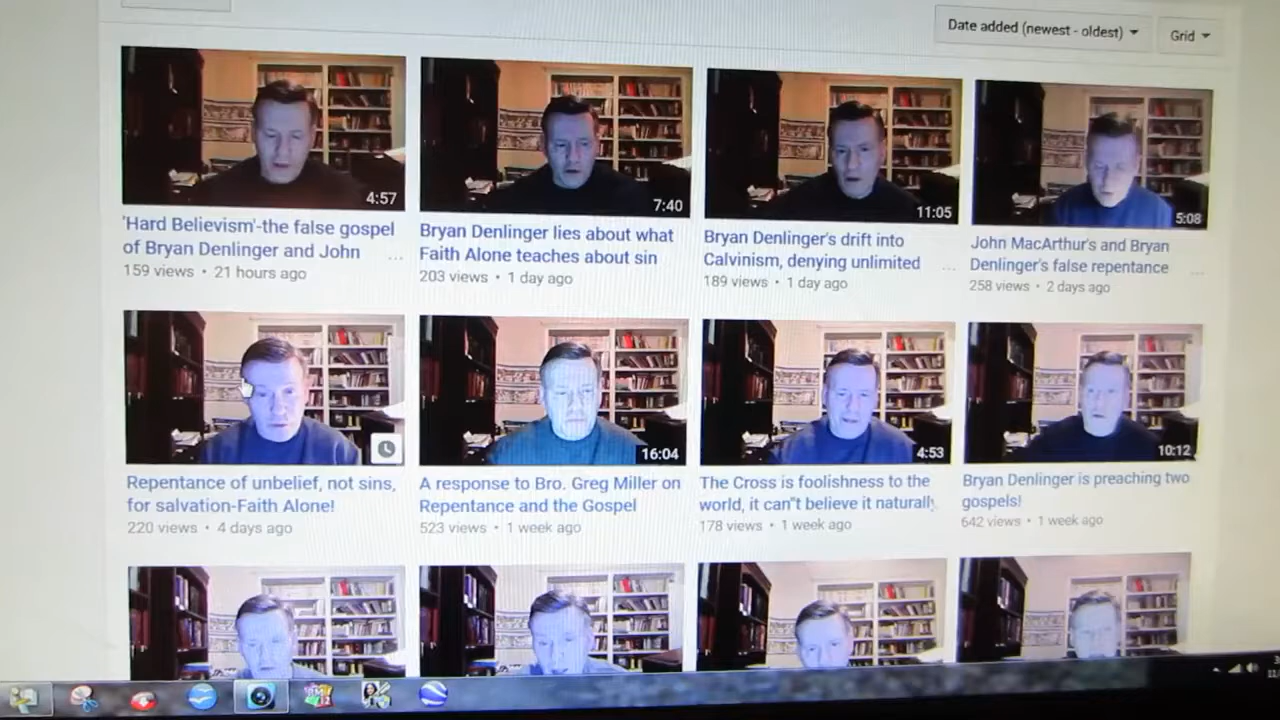 Date added (newest - oldest)
Grid
4:57
7:40
11:05
5:08
'Hard Believism'-the false gospel
of Bryan Denlinger and John
...
159 views • 21 hours ago
Bryan Denlinger lies about what
Faith Alone teaches about sin
203 views • 1 day ago
Bryan Denlinger's drift into
Calvinism, denying unlimited
...
189 views • 1 day ago
John MacArthur's and Bryan
Denlinger's false repentance
...
258 views • 2 days ago
16:04
4:53
10:12
Repentance of unbelief, not sins,
for salvation-Faith Alone!
220 views • 4 days ago
A response to Bro. Greg Miller on
Repentance and the Gospel
523 views • 1 week ago
The Cross is foolishness to the
world, it can"t believe it naturally
178 views • 1 week ago
Bryan Denlinger is preaching two
gospels!
642 views • 1 week ago